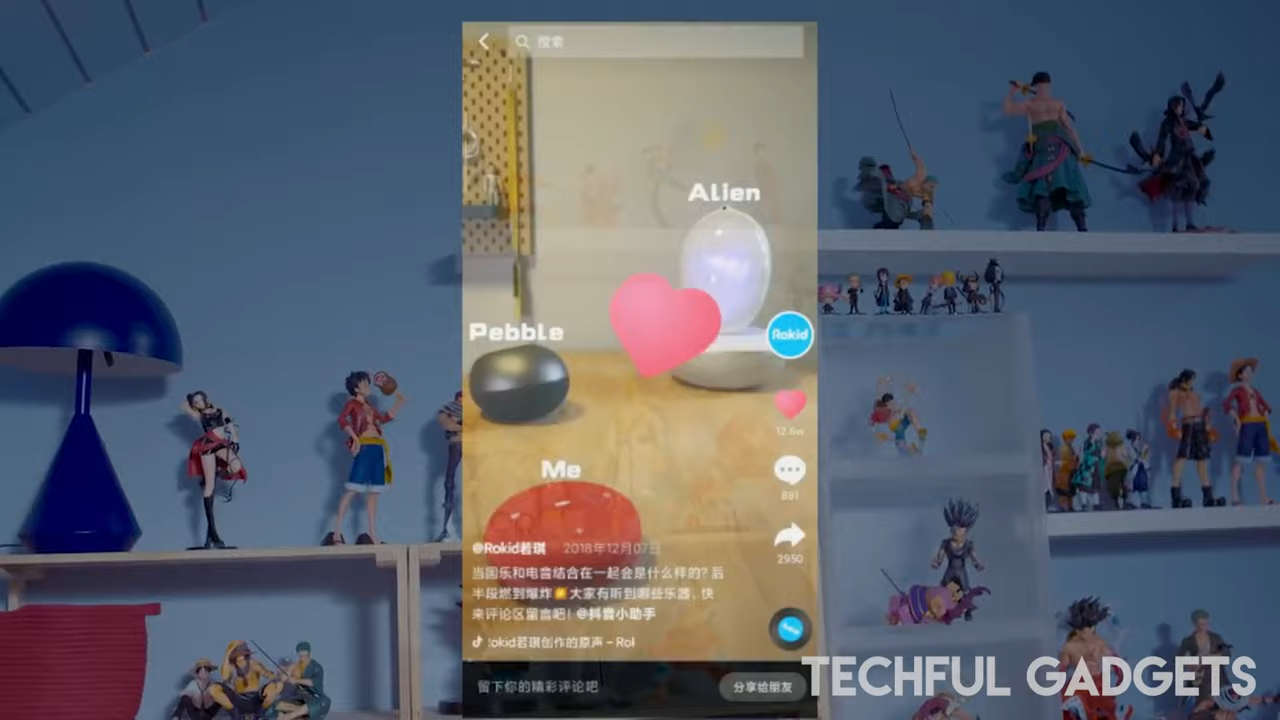 搜索
Alien
Pebble
Rokid
12.6w
Me
881
@Rokid若琪 2018年12月07日
2950
当国乐和电音结合在一起会是什么样的？后
半段燃到爆炸💥大家有听到哪些乐器，快
来评论区留言吧！@抖音小助手
okid若琪创作的原声 – Rol
留下你的精彩评论吧
分享给朋友
TECHFUL GADGETS